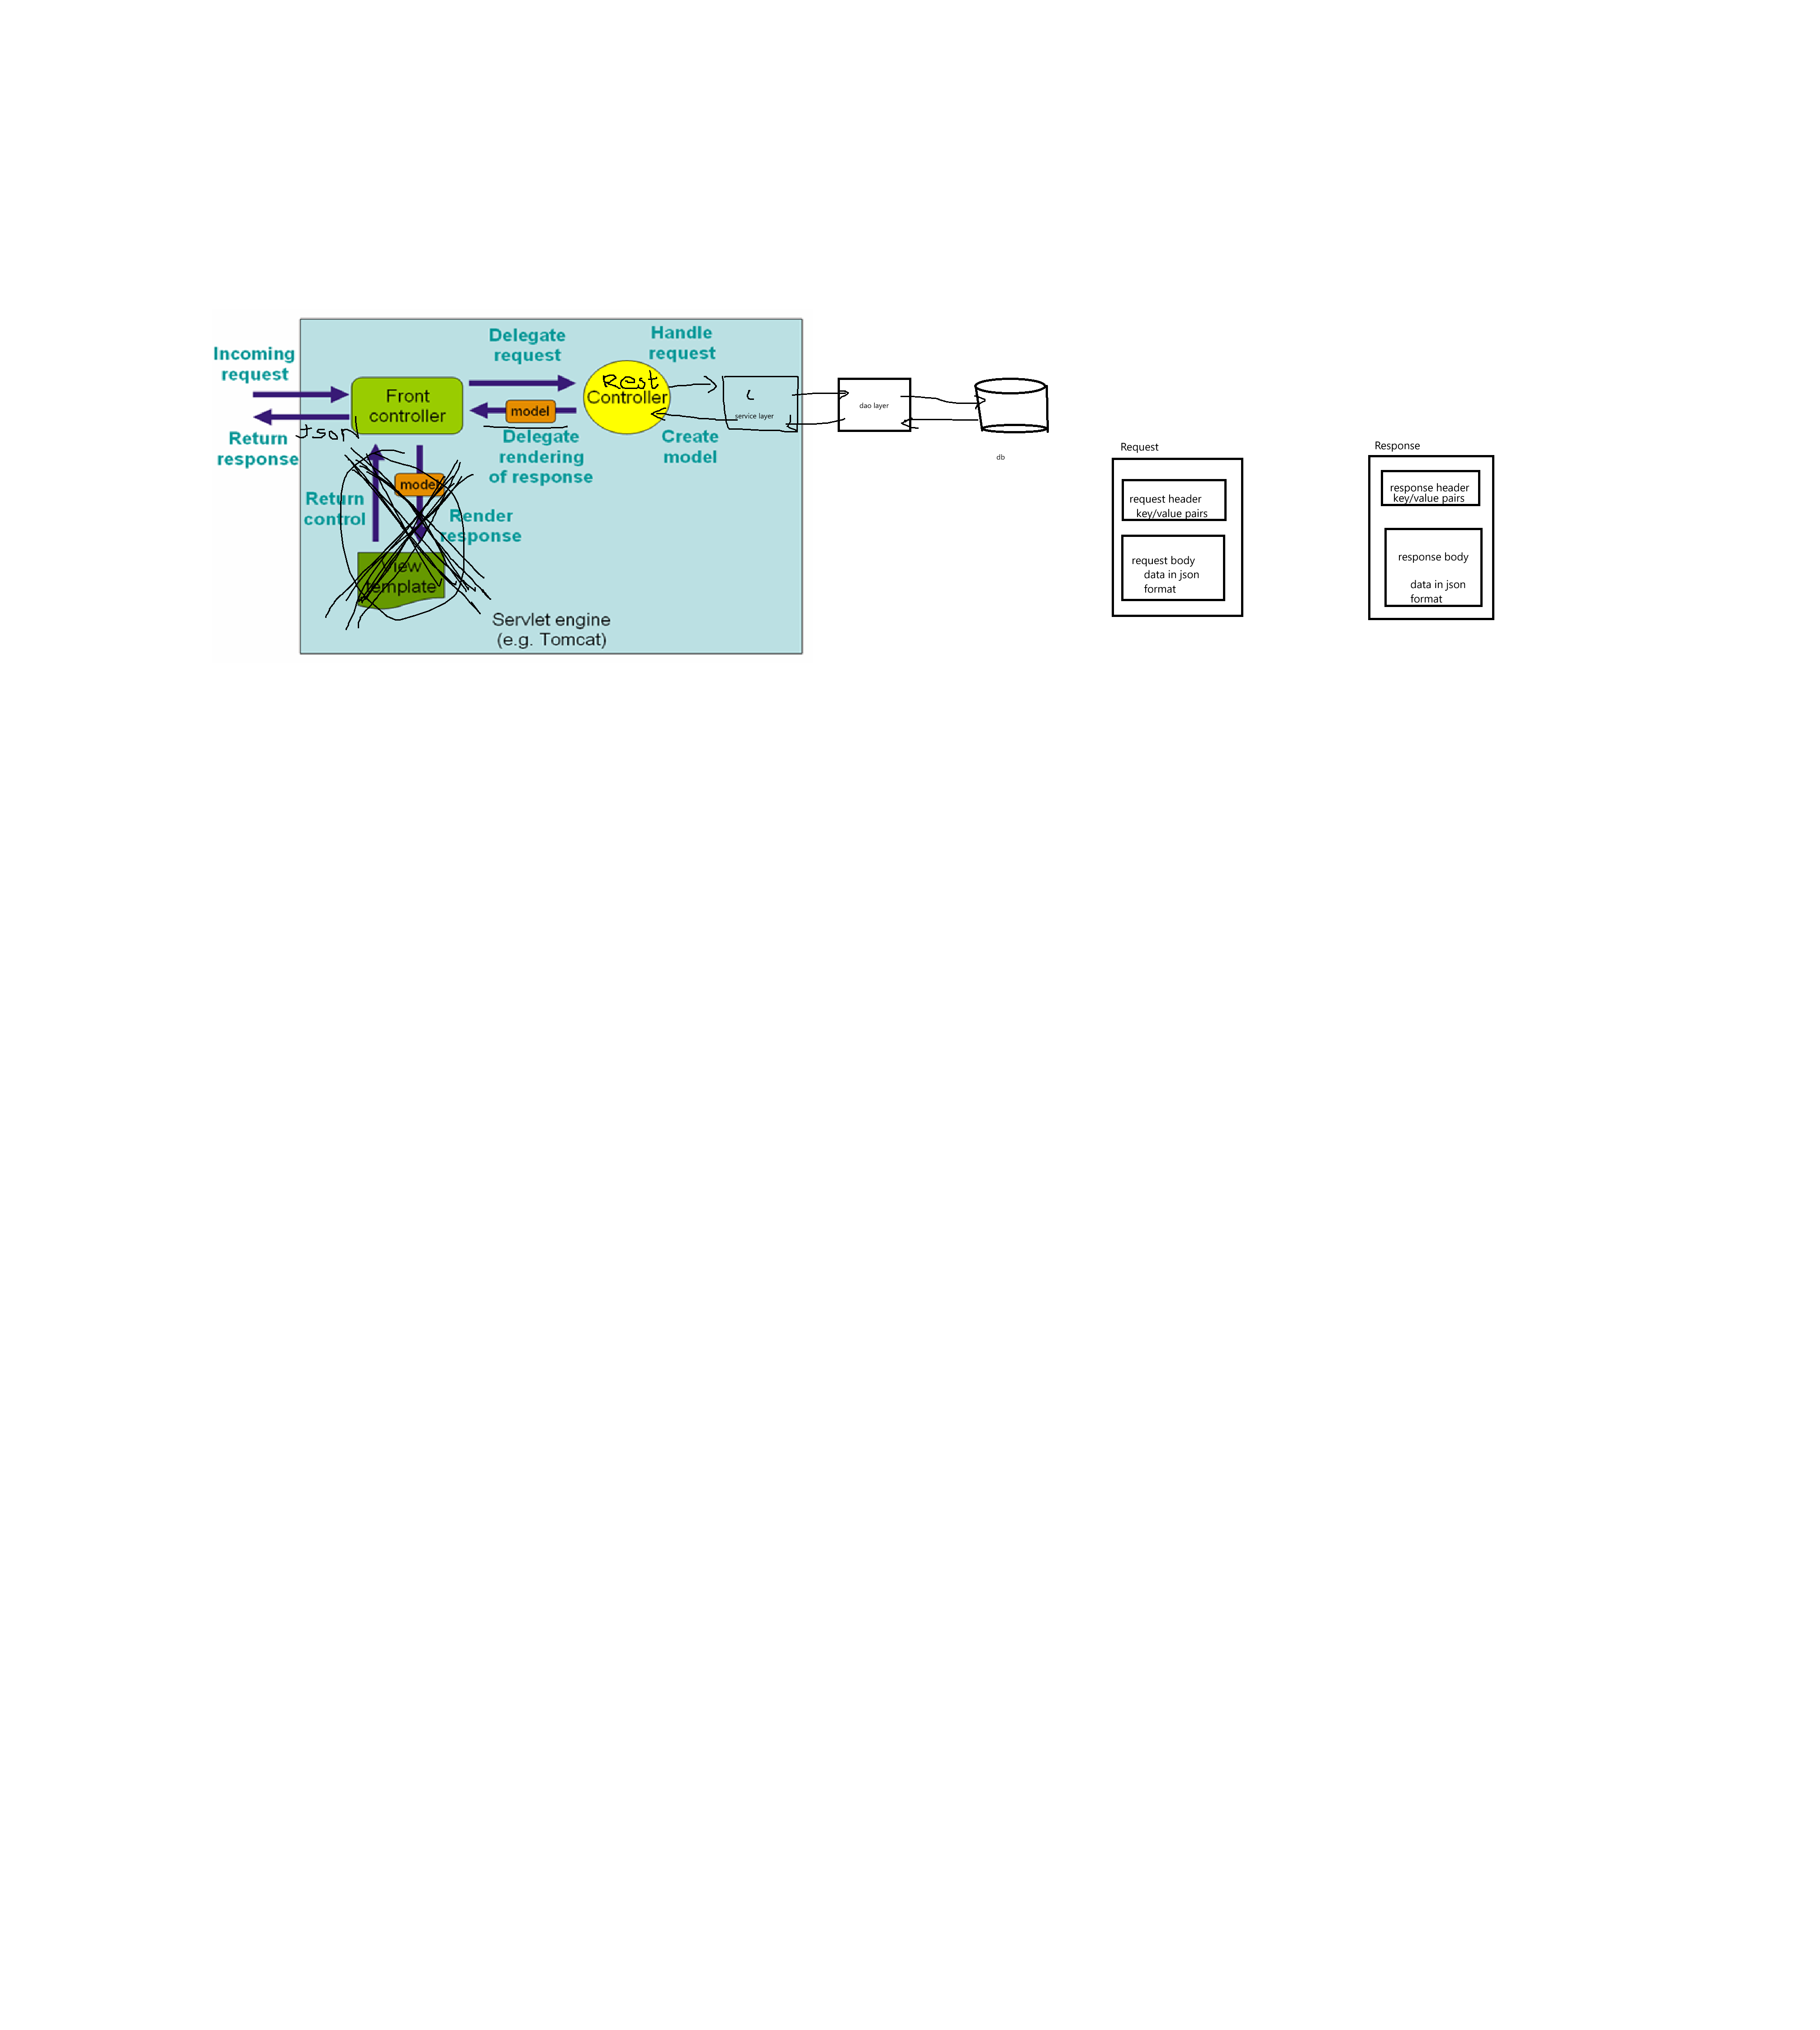 Incoming
request
Return
response
Json
Front
controller
Delegate
request
model
Delegate
rendering
of response
Rest
Controller
Handle
request
Create
model
service layer
dao layer
db
Return
control
model
Render
response
View
template
Servlet engine
(e.g. Tomcat)
Request
request header
key/value pairs
request body
data in json
format
Response
response header
key/value pairs
response body
data in json
format